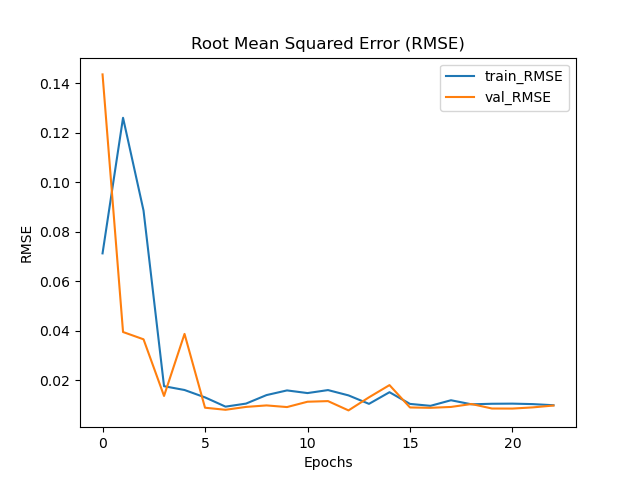 Root Mean Squared Error (RMSE)
train_RMSE
val_RMSE
0.14
0.12
0.10
0.08
0.06
0.04
0.02
RMSE
0 5 10 15 20
Epochs